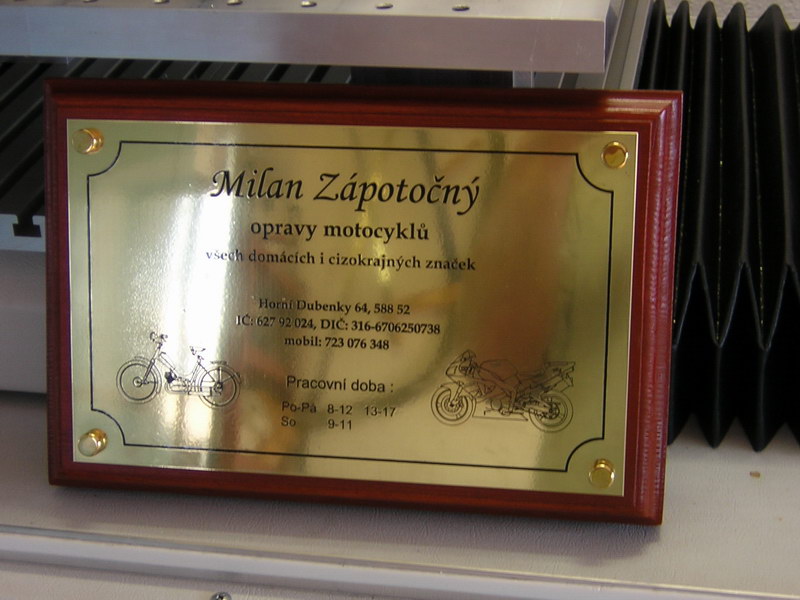 Milan Zápotočný
opravy motocyklů
všech domácích i cizokrajných značek
Horní Dubenky 64, 588 52
IČ: 627 92 024, DIČ: 316-6706250738
mobil: 723 076 348
Pracovní doba :
Po-Pá 8-12 13-17
So 9-11